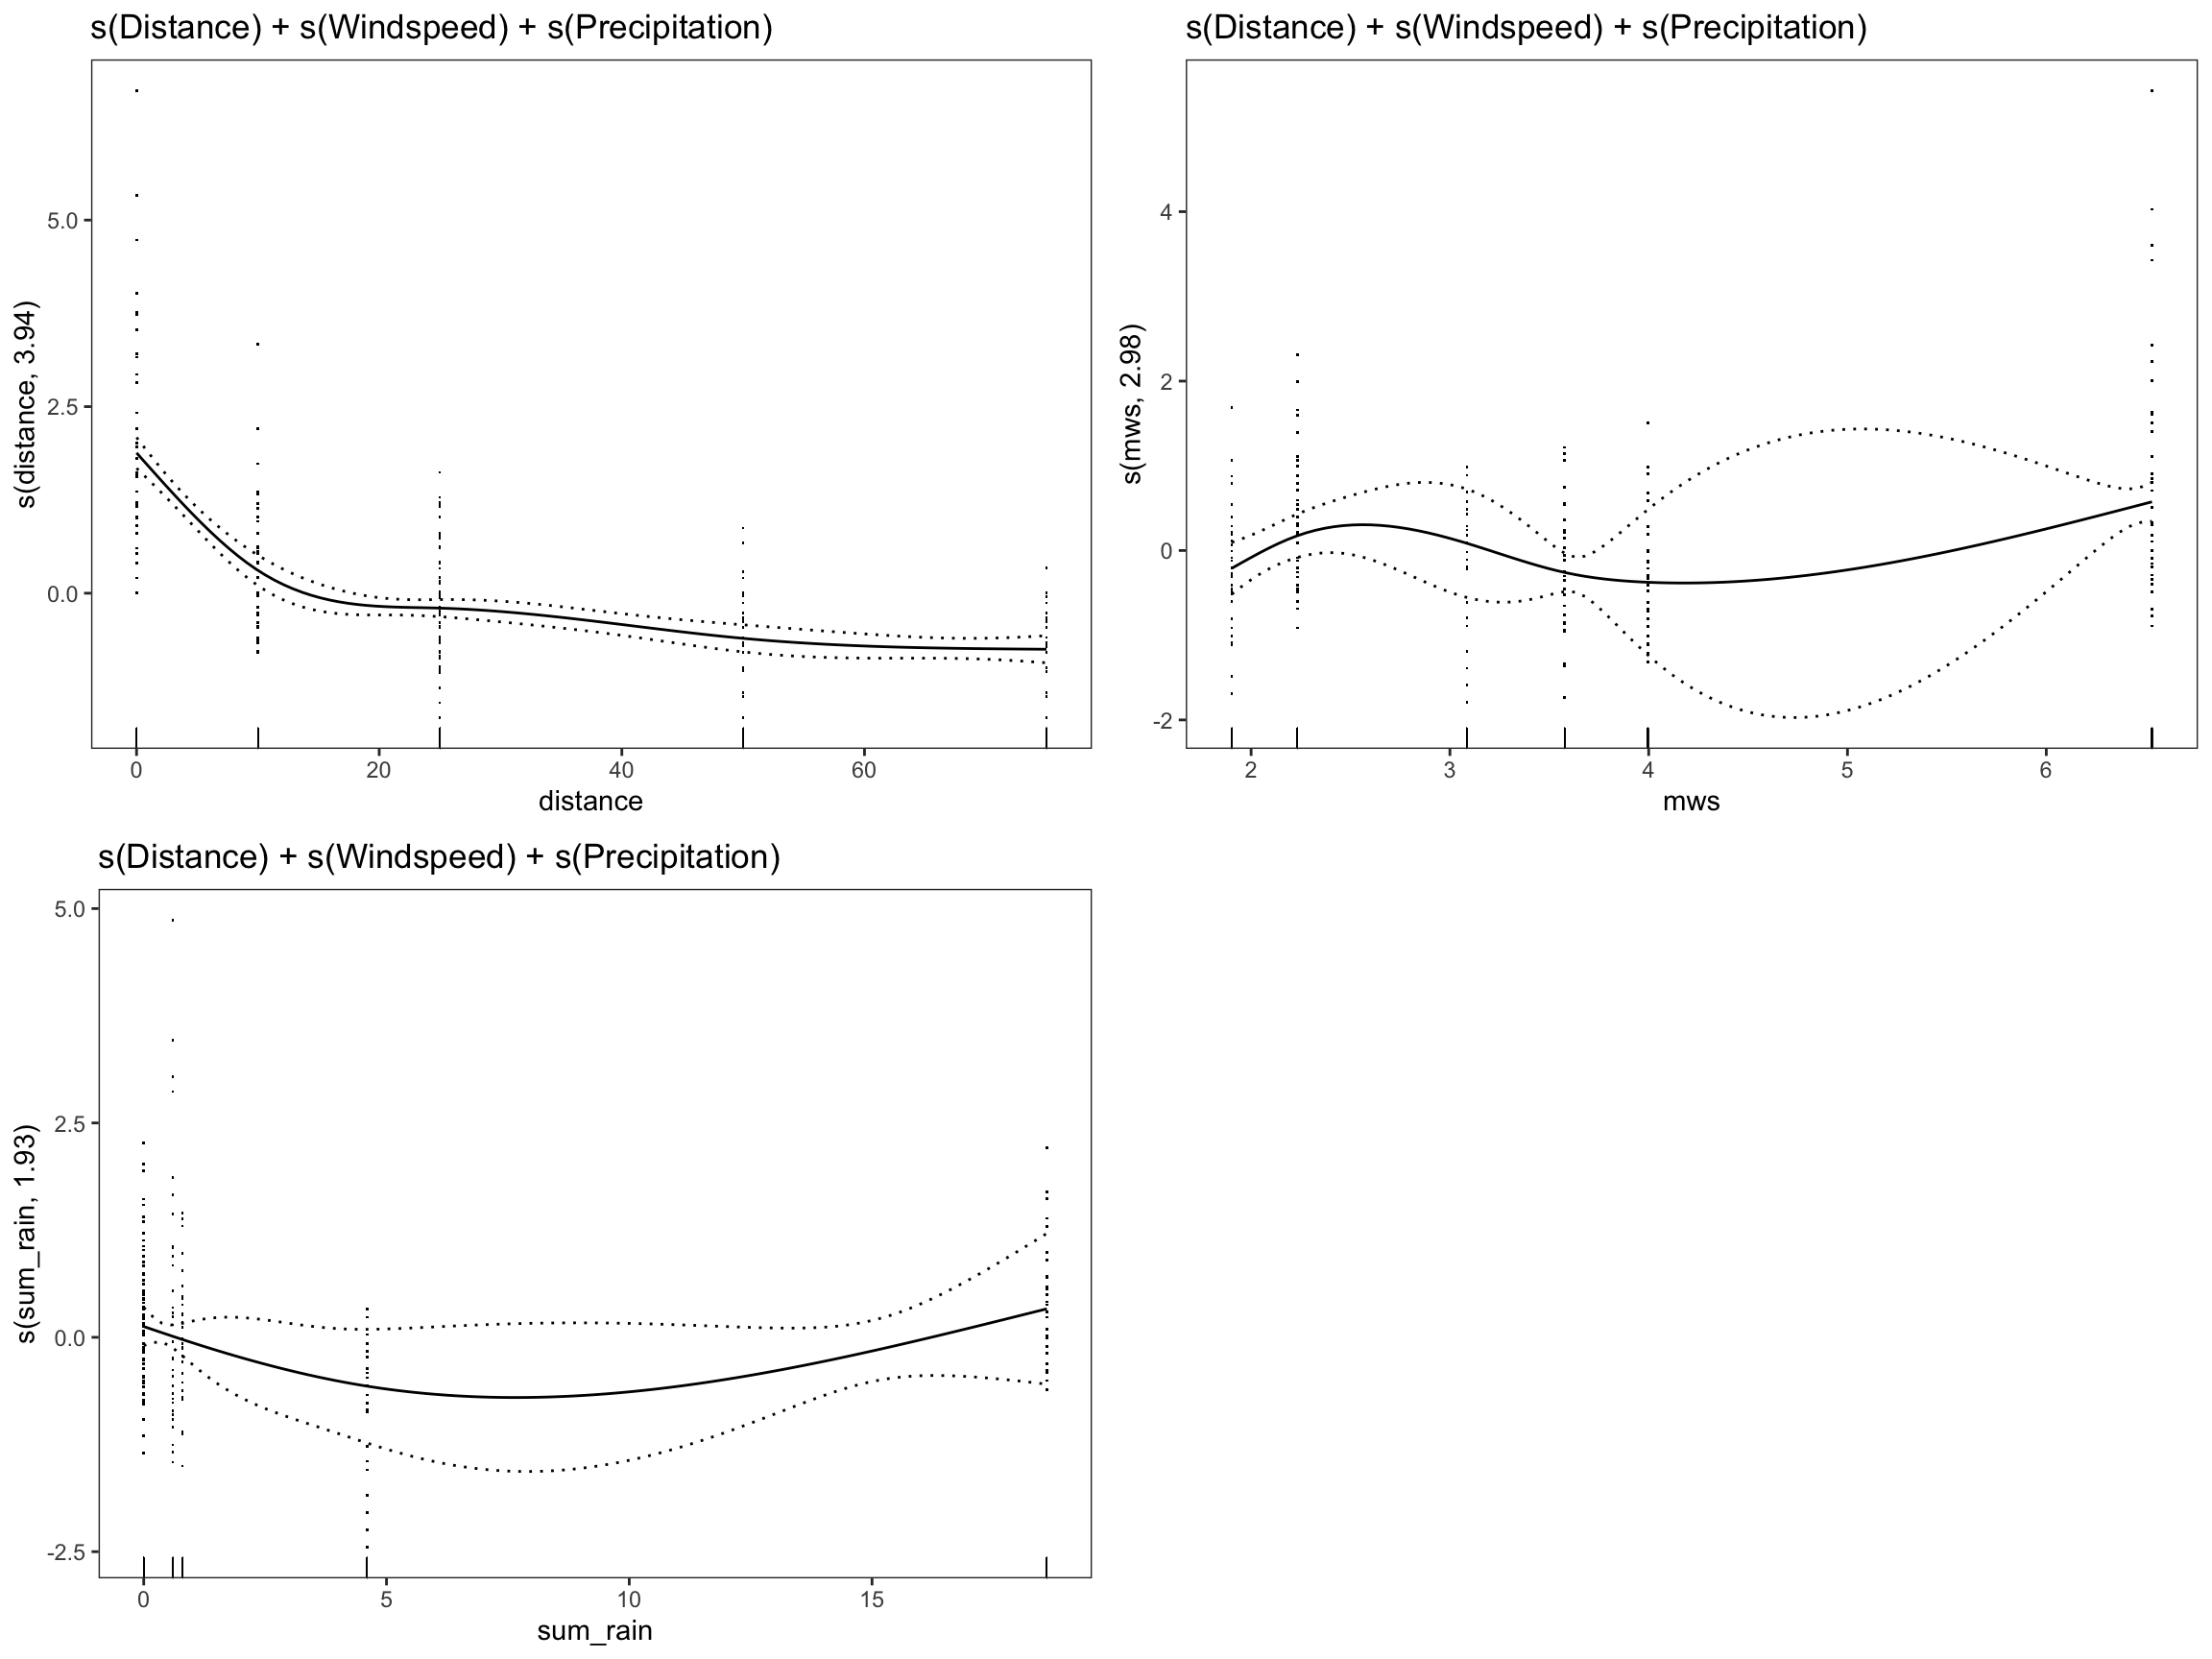 s(Distance) + s(Windspeed) + s(Precipitation)
s(distance, 3.94)
5.0
2.5
0.0
0 20 40 60
distance
s(Distance) + s(Windspeed) + s(Precipitation)
s(mws, 2.98)
4
2
0
-2
2 3 4 5 6
mws
s(Distance) + s(Windspeed) + s(Precipitation)
s(sum_rain, 1.93)
5.0
2.5
0.0
-2.5
0 5 10 15
sum_rain